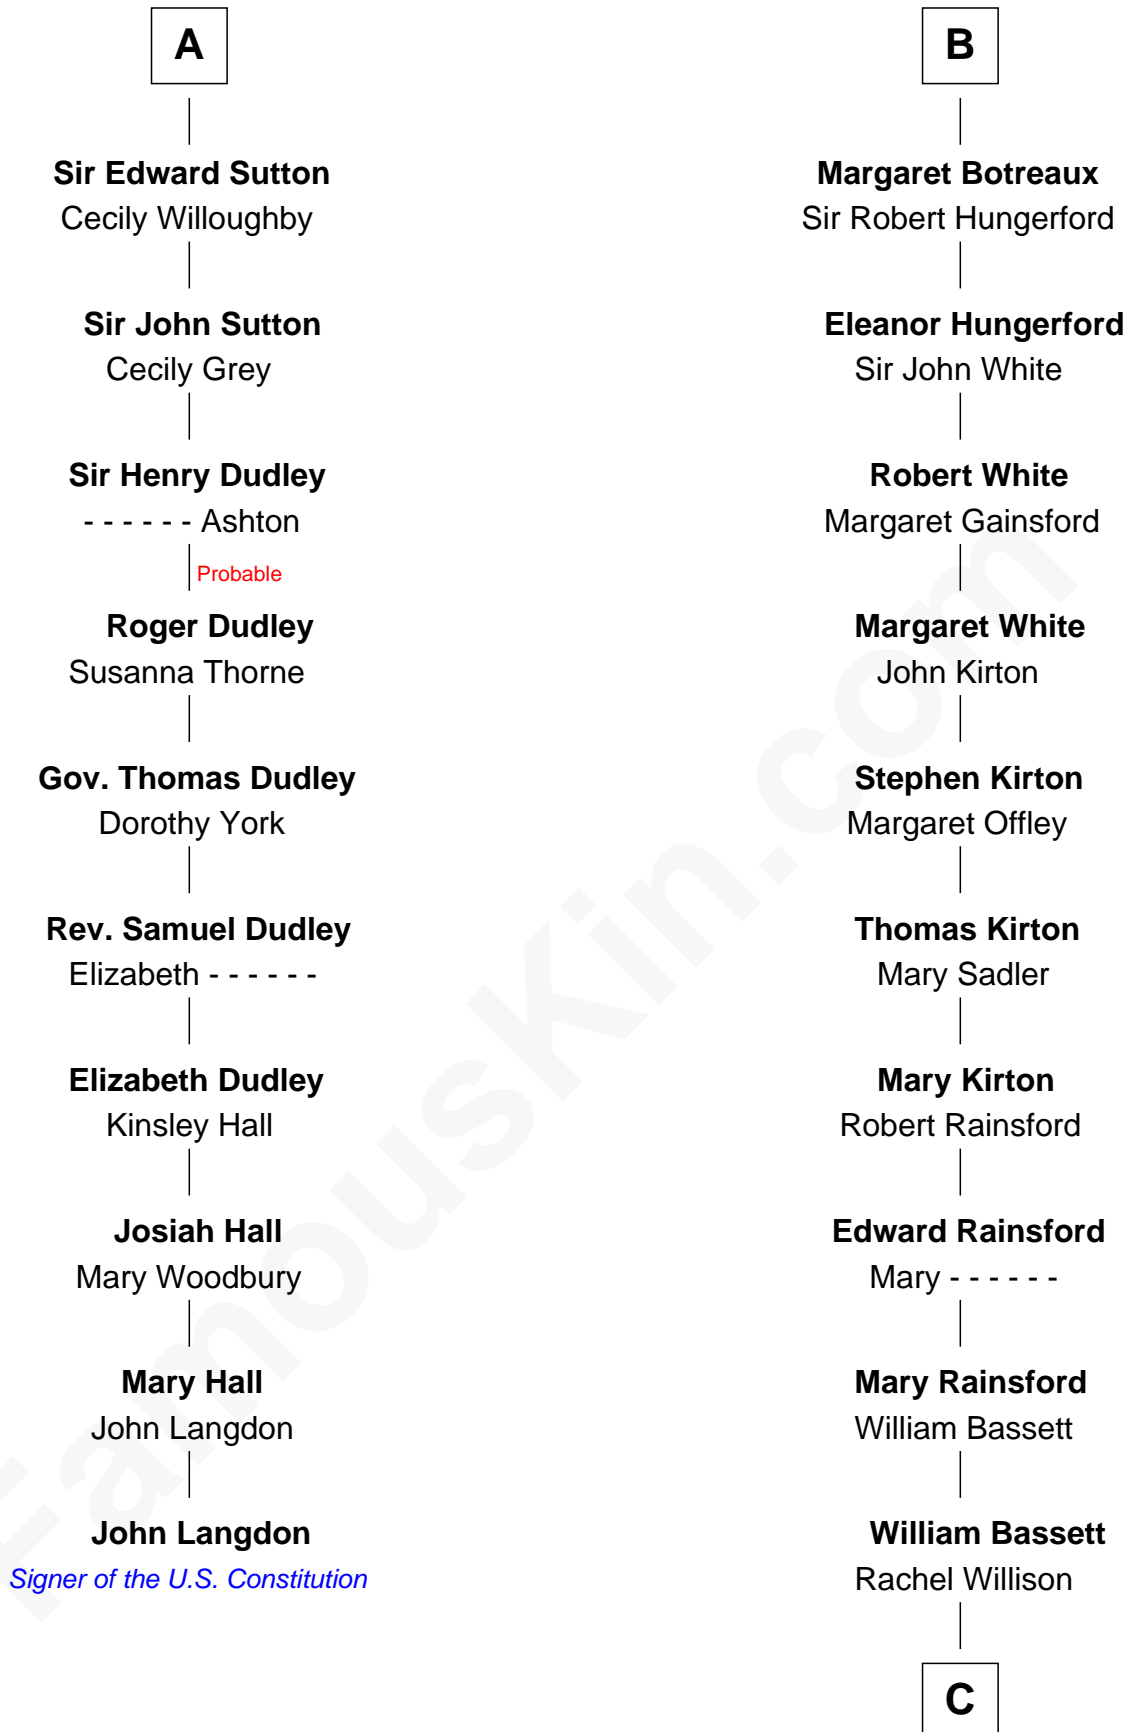 A
Sir Edward Sutton
Cecily Willoughby
Sir John Sutton
Cecily Grey
Sir Henry Dudley
- - - - - - Ashton
Probable
Roger Dudley
Susanna Thorne
Gov. Thomas Dudley
Dorothy York
Rev. Samuel Dudley
Elizabeth - - - - - -
Elizabeth Dudley
Kinsley Hall
Josiah Hall
Mary Woodbury
Mary Hall
John Langdon
John Langdon
Signer of the U.S. Constitution
B
Margaret Botreaux
Sir Robert Hungerford
Eleanor Hungerford
Sir John White
Robert White
Margaret Gainsford
Margaret White
John Kirton
Stephen Kirton
Margaret Offley
Thomas Kirton
Mary Sadler
Mary Kirton
Robert Rainsford
Edward Rainsford
Mary - - - - - -
Mary Rainsford
William Bassett
William Bassett
Rachel Willison
C
FamousKin.com